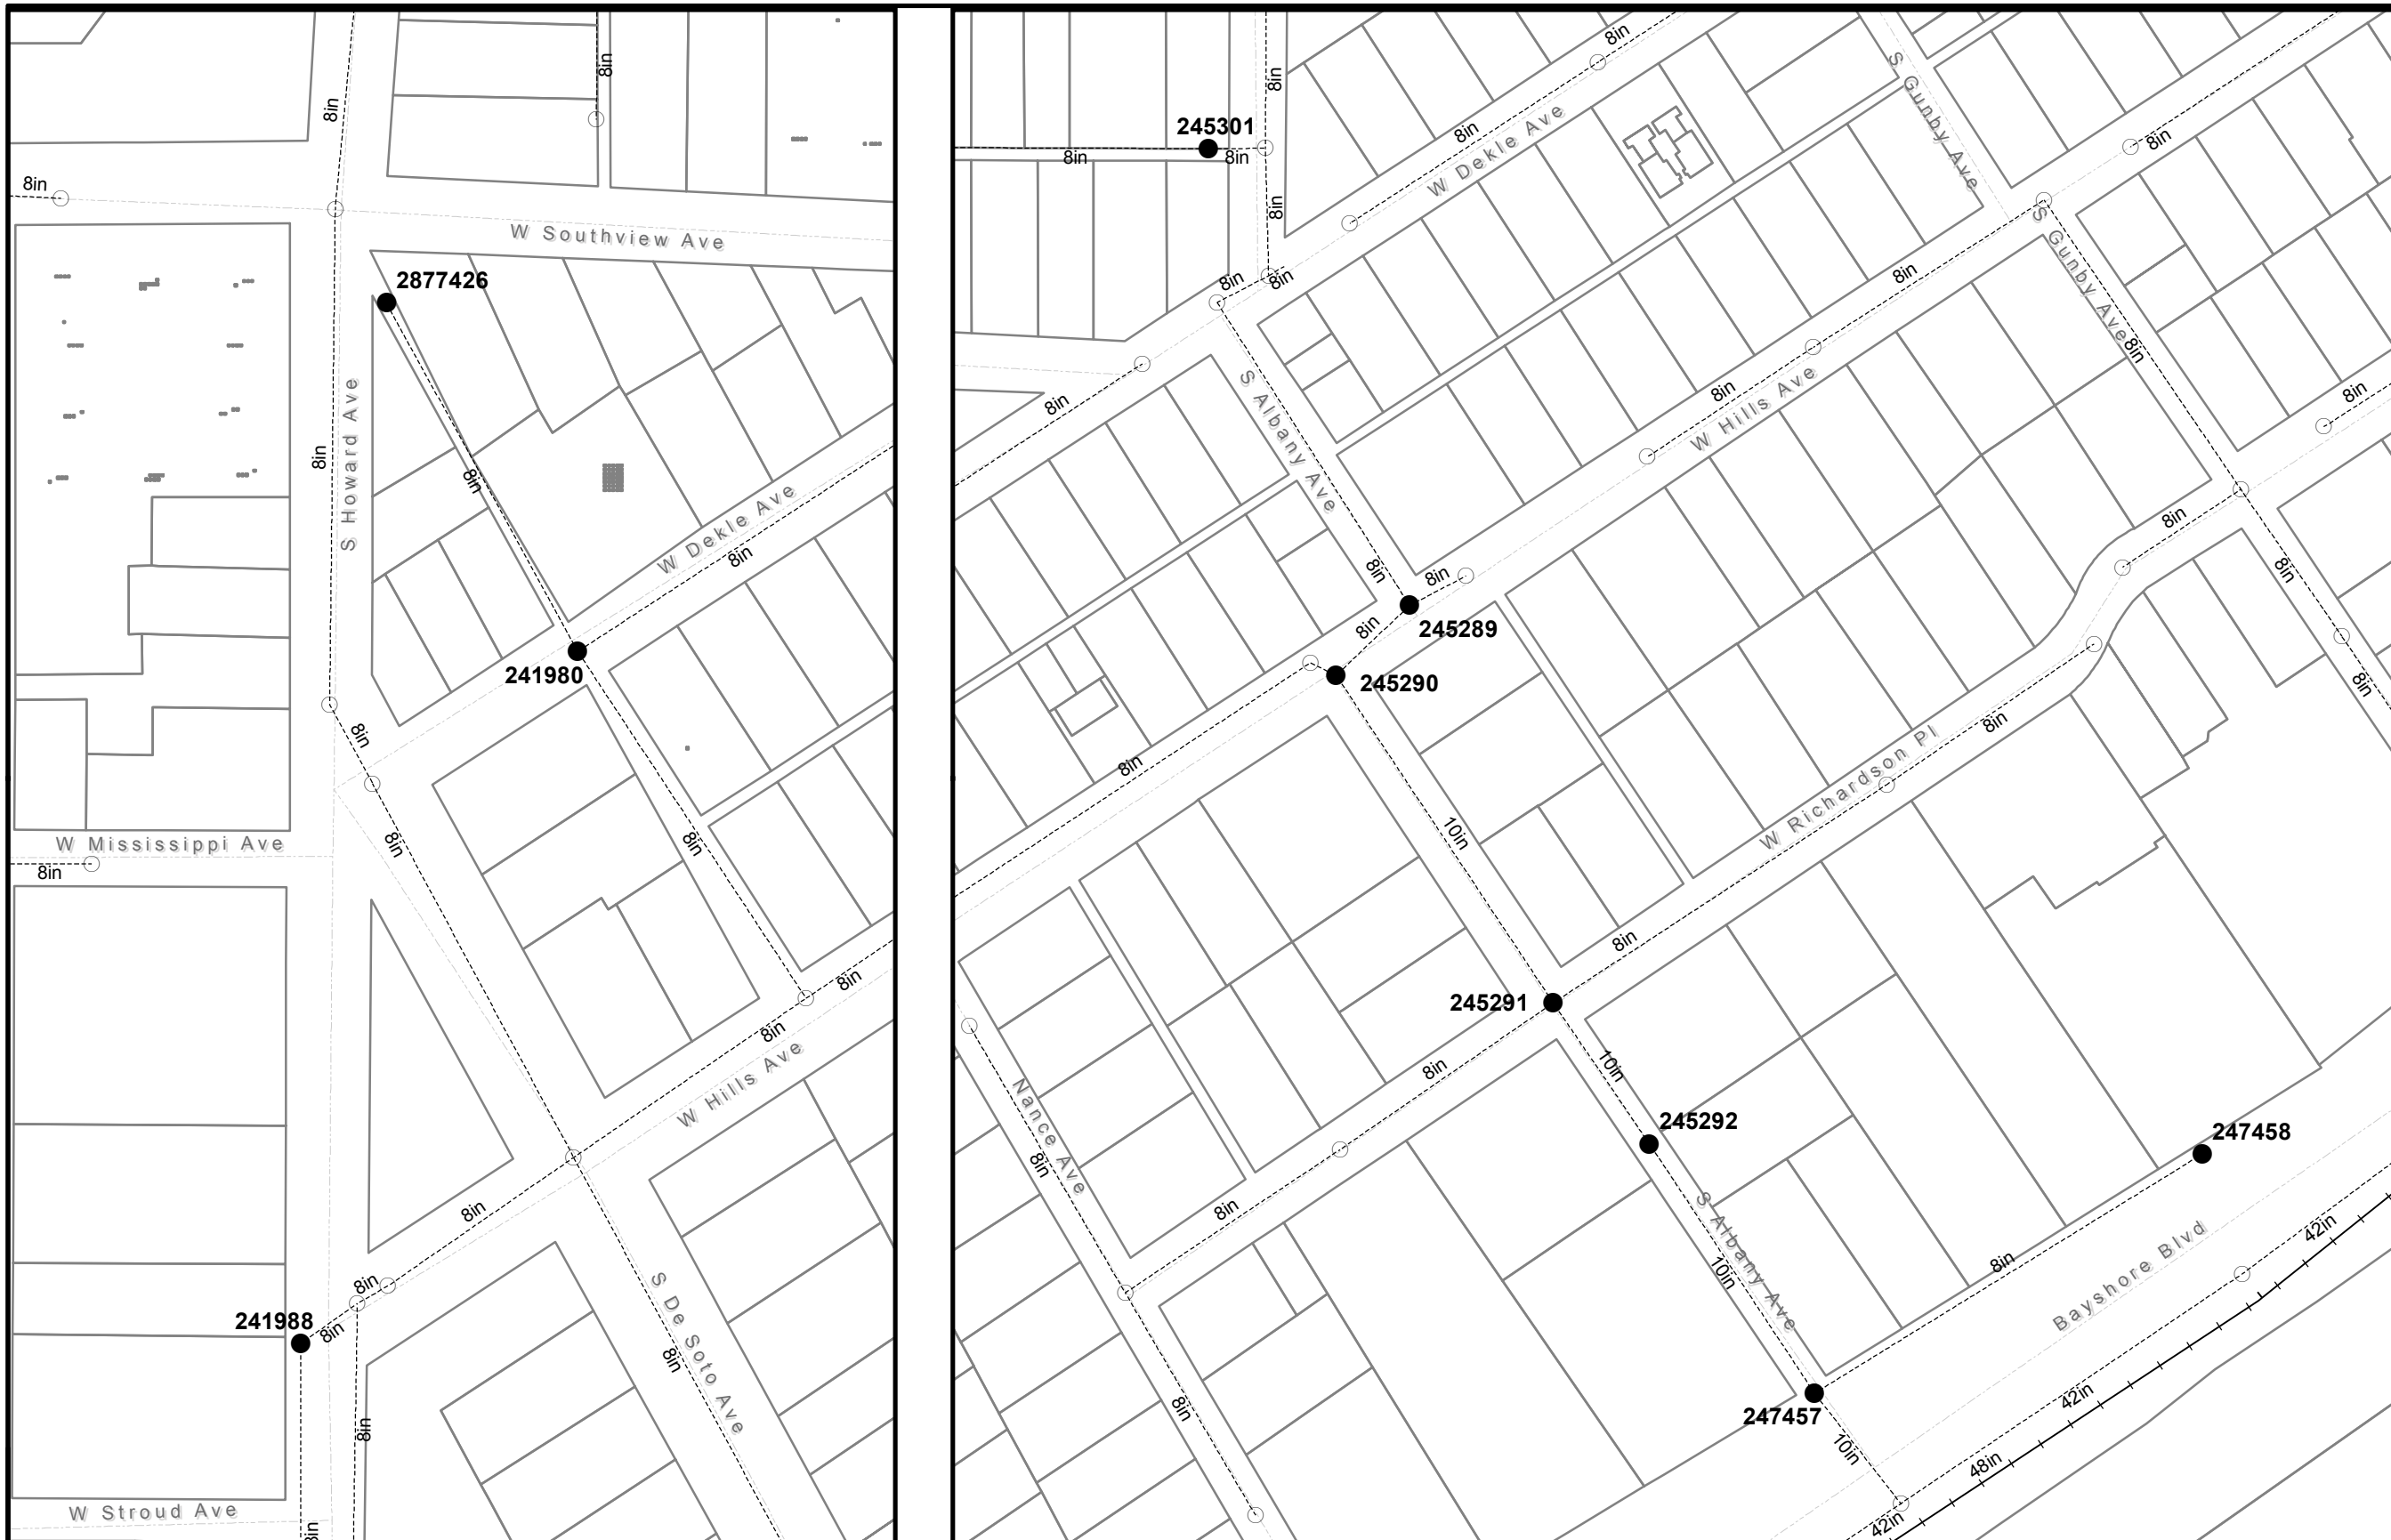 8in
8in
8in
W Southview Ave
2877426
8in
S Howard Ave
8in
W Dekle Ave
8in
241980
8in
8in
8in
W Mississippi Ave
8in
8in
8in
W Hills Ave
8in
8in
241988
8in
S De Soto Ave
8in
8in
W Stroud Ave
8in
8in
8in
S Gunby Ave
245301
8in
8in
8in
W Dekle Ave
8in
8in
S Gunby Ave
8in
8in
8in
8in
8in
8in
S Albany Ave
8in
W Hills Ave
8in
8in
8in
245289
8in
245290
8in
8in
8in
8in
8in
W Richardson Pl
10in
8in
245291
8in
10in
Nance Ave
8in
245292
247458
8in
S Albany Ave
10in
8in
Bayshore Blvd
42in
8in
247457
42in
10in
48in
42in